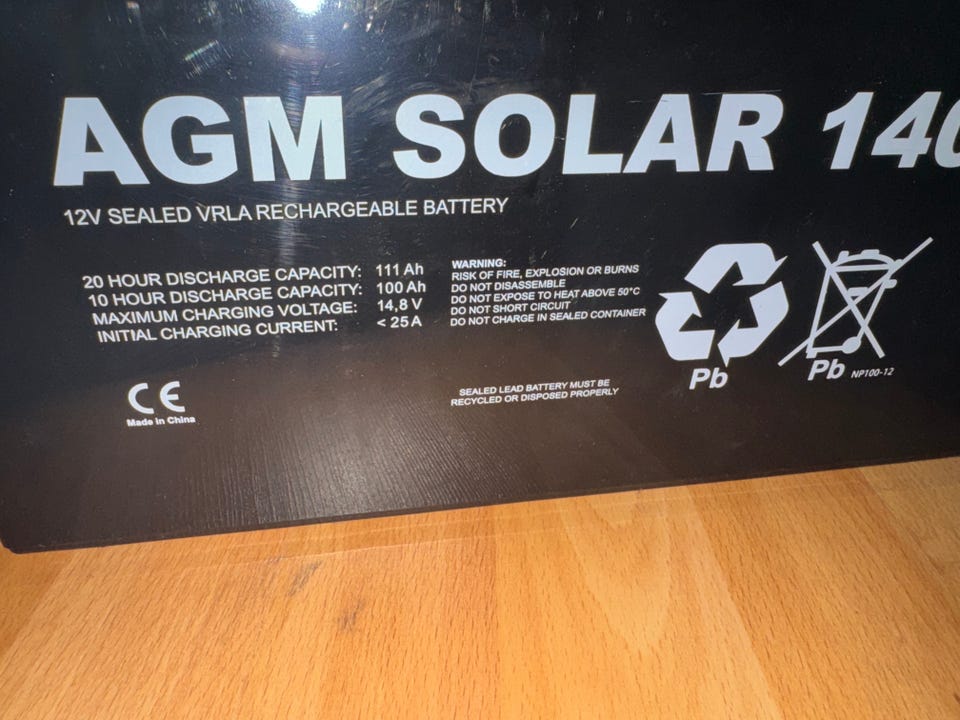 AGM SOLAR 140
12V SEALED VRLA RECHARGEABLE BATTERY
20 HOUR DISCHARGE CAPACITY: 111 Ah
10 HOUR DISCHARGE CAPACITY: 100 Ah
MAXIMUM CHARGING VOLTAGE: 14,8 V
INITIAL CHARGING CURRENT: < 25 A
WARNING:
RISK OF FIRE, EXPLOSION OR BURNS
DO NOT DISASSEMBLE
DO NOT EXPOSE TO HEAT ABOVE 50°C
DO NOT SHORT CIRCUIT
DO NOT CHARGE IN SEALED CONTAINER
Pb
Pb NP100-12
CE
Made in China
SEALED LEAD BATTERY MUST BE
RECYCLED OR DISPOSED PROPERLY